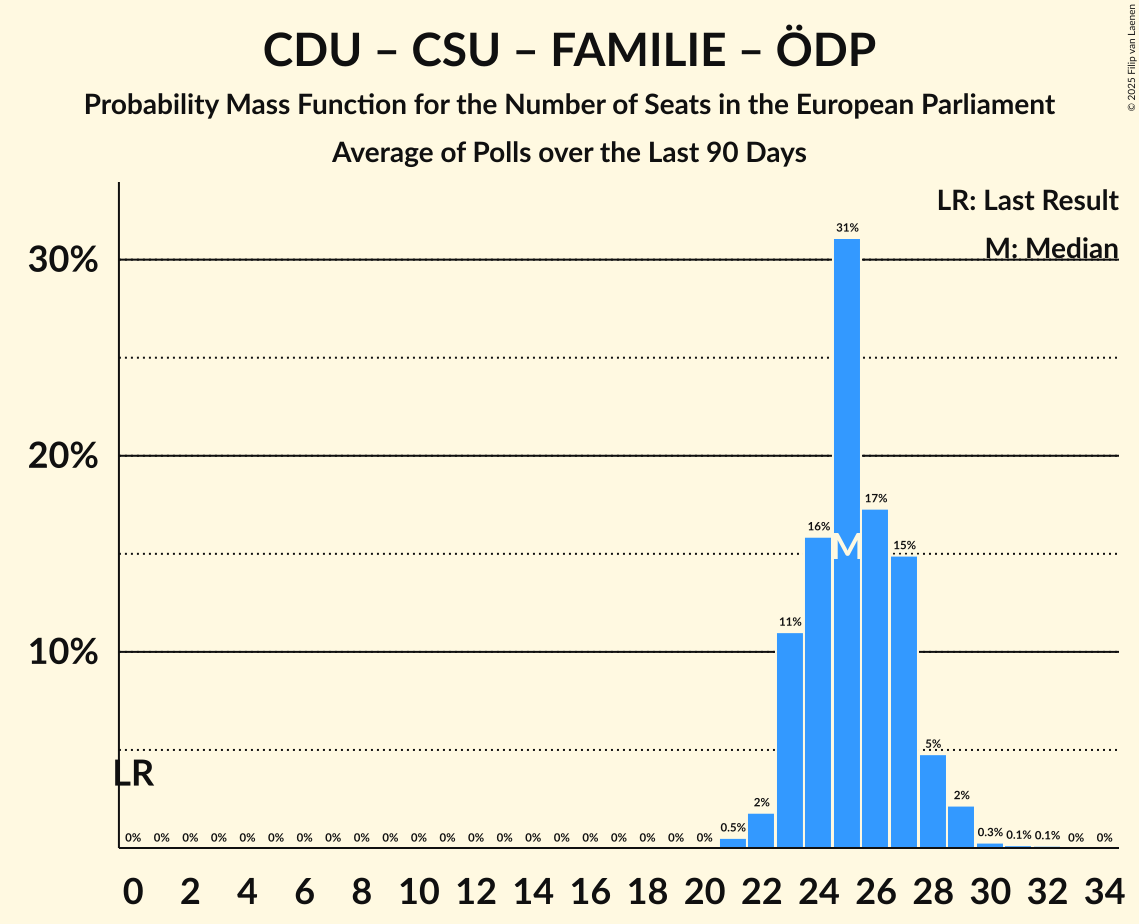 © 2025 Filip van Laenen
CDU – CSU – FAMILIE – ÖDP
Probability Mass Function for the Number of Seats in the European Parliament
Average of Polls over the Last 90 Days
LR: Last Result
M: Median
30%
20%
10%
31%
17%
16%
M
15%
11%
5%
LR
2% 2%
0% 0% 0% 0% 0% 0% 0% 0% 0% 0% 0% 0% 0% 0% 0% 0% 0% 0% 0% 0% 0% 0.5% 0.3% 0.1% 0.1% 0% 0%
0 2 4 6 8 10 12 14 16 18 20 22 24 26 28 30 32 34